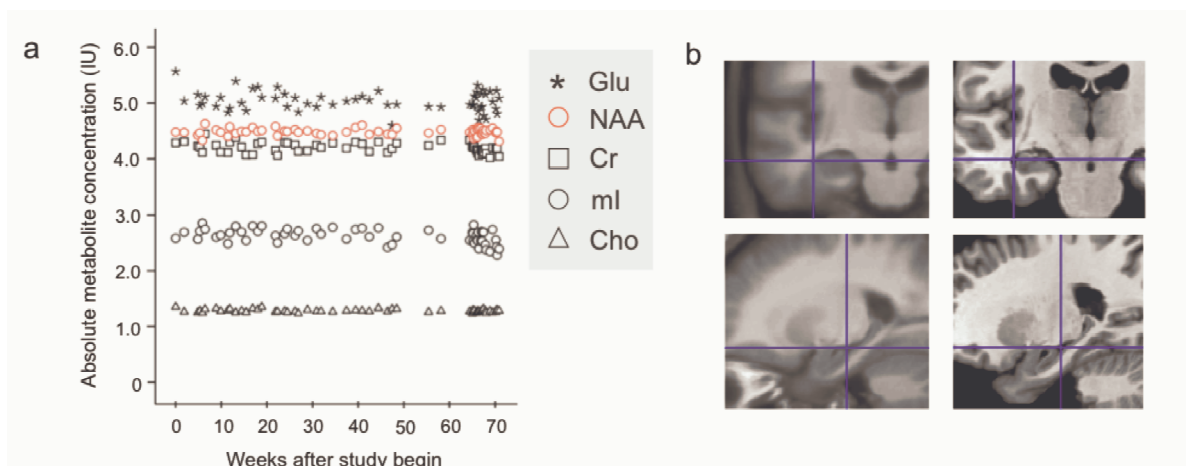 a
Absolute metabolite concentration (IU)
6.0
5.0
4.0
3.0
2.0
1.0
0
0 10 20 30 40 50 60 70
Weeks after study begin
Glu
NAA
Cr
mI
Cho
b